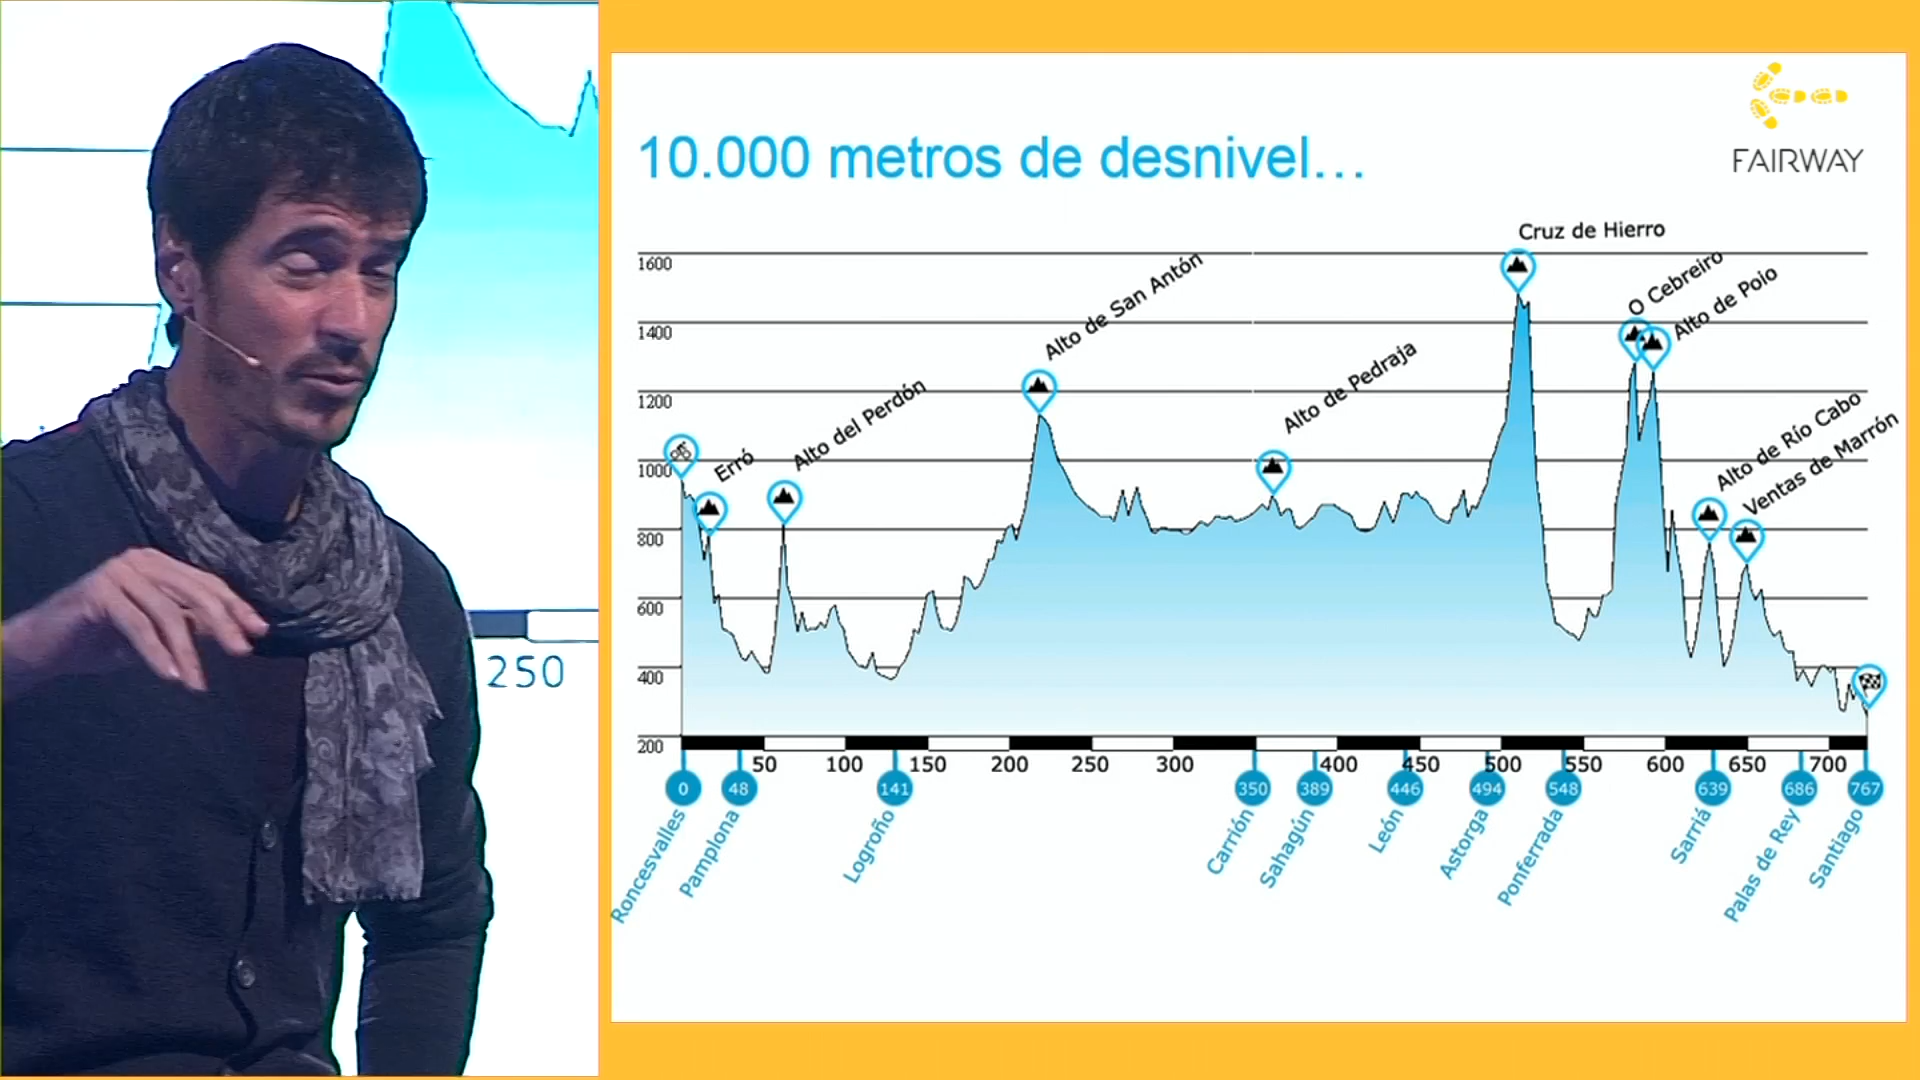 10.000 metros de desnivel...
FAIRWAY
Cruz de Hierro
O Cebreiro
Alto de Poio
Alto de San Antón
Alto de Pedraja
Alto del Perdón
Erró
Alto de Río Cabo
Ventas de Marrón
1600
1400
1200
1000
800
600
400
200
50 100 150 200 250 300 400 450 500 550 600 650 700
0 48 141 350 389 446 494 548 639 686 767
Roncesvalles
Pamplona
Logroño
Carrión
Sahagún
León
Astorga
Ponferrada
Sarriá
Palas de Rey
Santiago
250